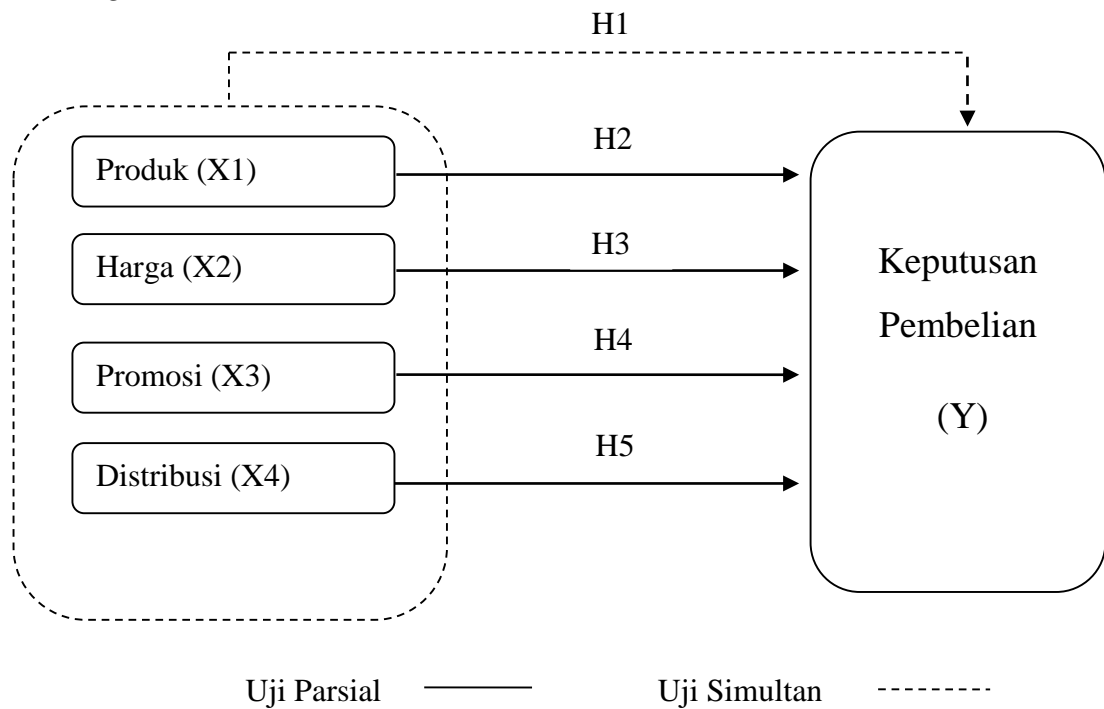 H1
Produk (X1)
H2
Harga (X2)
H3
Promosi (X3)
H4
Distribusi (X4)
H5
Keputusan
Pembelian
(Y)
Uji Parsial
Uji Simultan